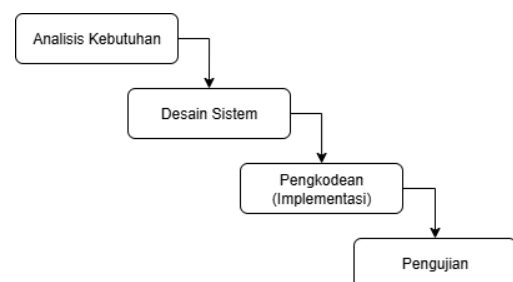 Analisis Kebutuhan
Desain Sistem
Pengkodean
(Implementasi)
Pengujian